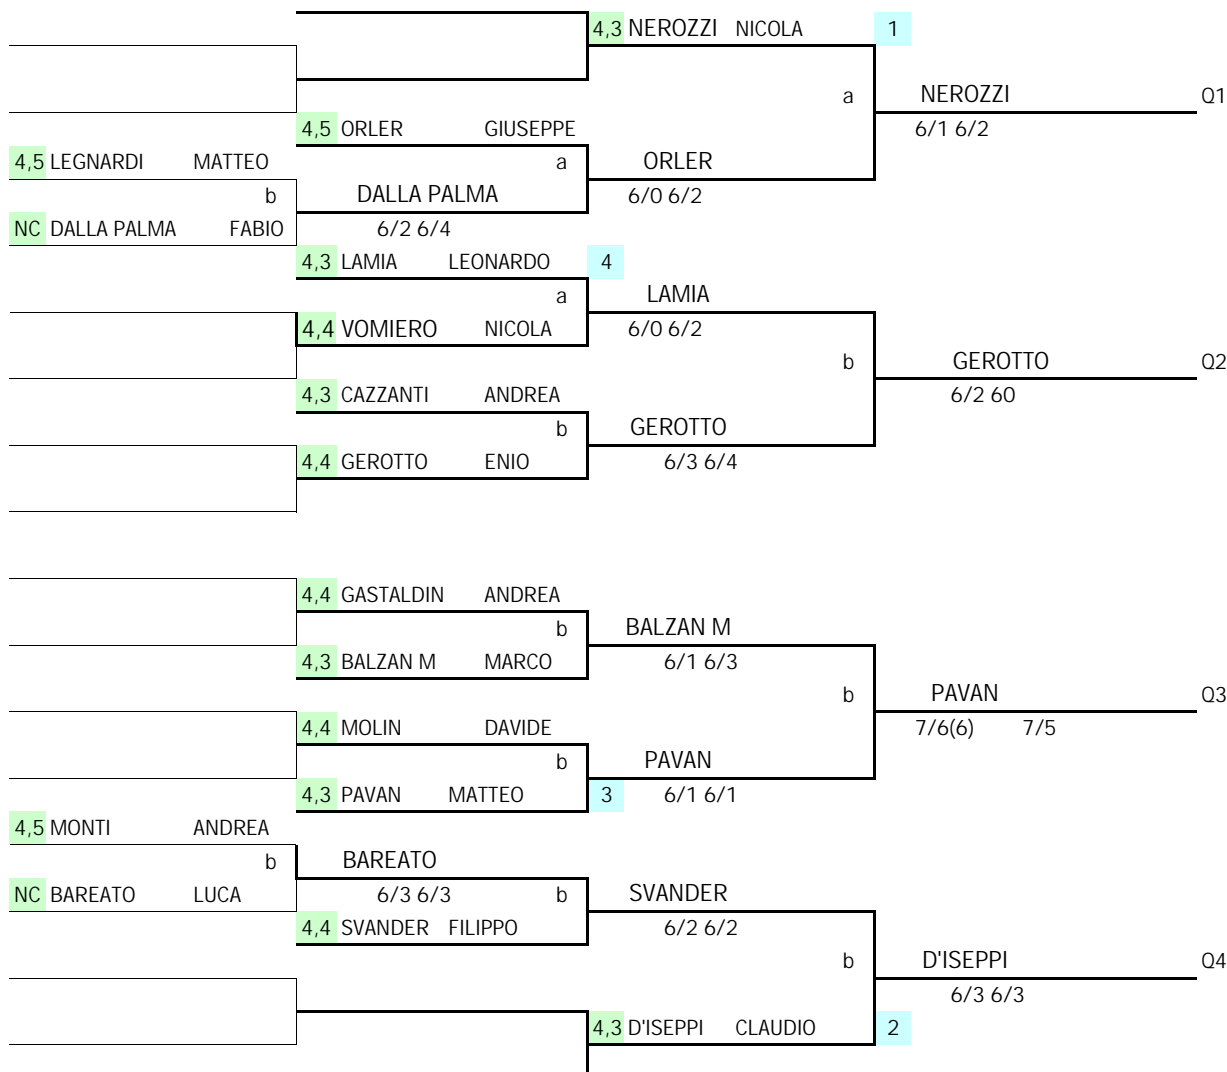 4,3 NEROZZI NICOLA 1
a NEROZZI Q1
4,5 ORLER GIUSEPPE 6/1 6/2
4,5 LEGNARDI MATTEO a ORLER
b DALLA PALMA 6/0 6/2
NC DALLA PALMA FABIO 6/2 6/4
4,3 LAMIA LEONARDO 4
a LAMIA
4,4 VOMIERO NICOLA 6/0 6/2
b GEROTTO Q2
4,3 CAZZANTI ANDREA 6/2 60
b GEROTTO
4,4 GEROTTO ENIO 6/3 6/4
4,4 GASTALDIN ANDREA
b BALZAN M
4,3 BALZAN M MARCO 6/1 6/3
b PAVAN Q3
4,4 MOLIN DAVIDE 7/6(6) 7/5
b PAVAN
4,3 PAVAN MATTEO 3 6/1 6/1
4,5 MONTI ANDREA
b BAREATO
NC BAREATO LUCA 6/3 6/3 b SVANDER
4,4 SVANDER FILIPPO 6/2 6/2
b D'ISEPPI Q4
6/3 6/3
4,3 D'ISEPPI CLAUDIO 2